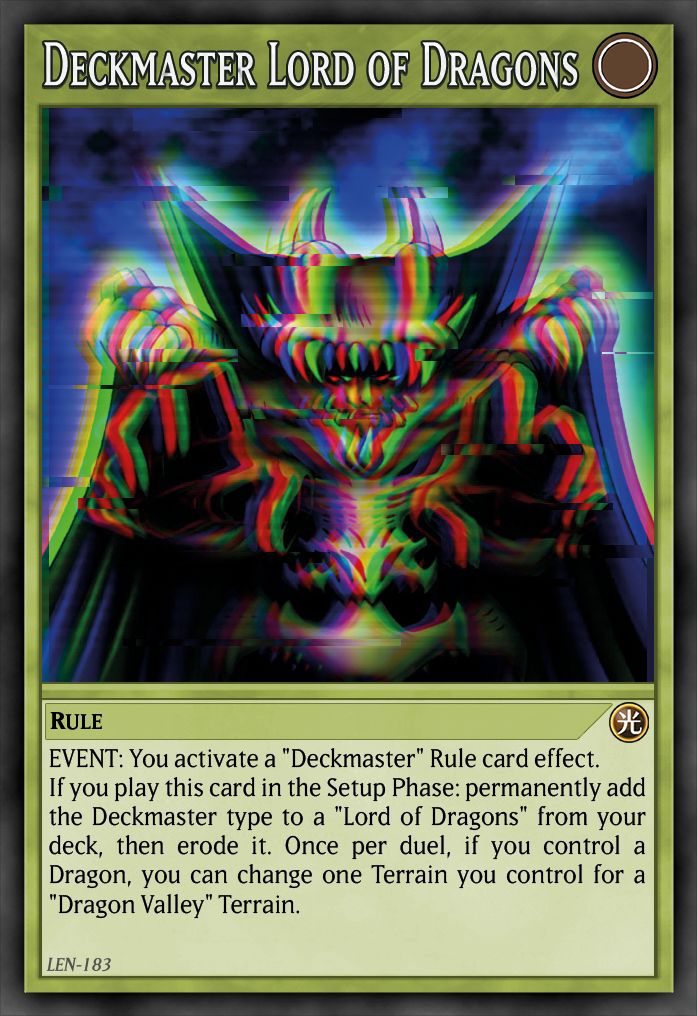 Deckmaster Lord of Dragons
Rule
光
EVENT: You activate a "Deckmaster" Rule card effect.
If you play this card in the Setup Phase: permanently add
the Deckmaster type to a "Lord of Dragons" from your
deck, then erode it. Once per duel, if you control a
Dragon, you can change one Terrain you control for a
"Dragon Valley" Terrain.
LEN-183